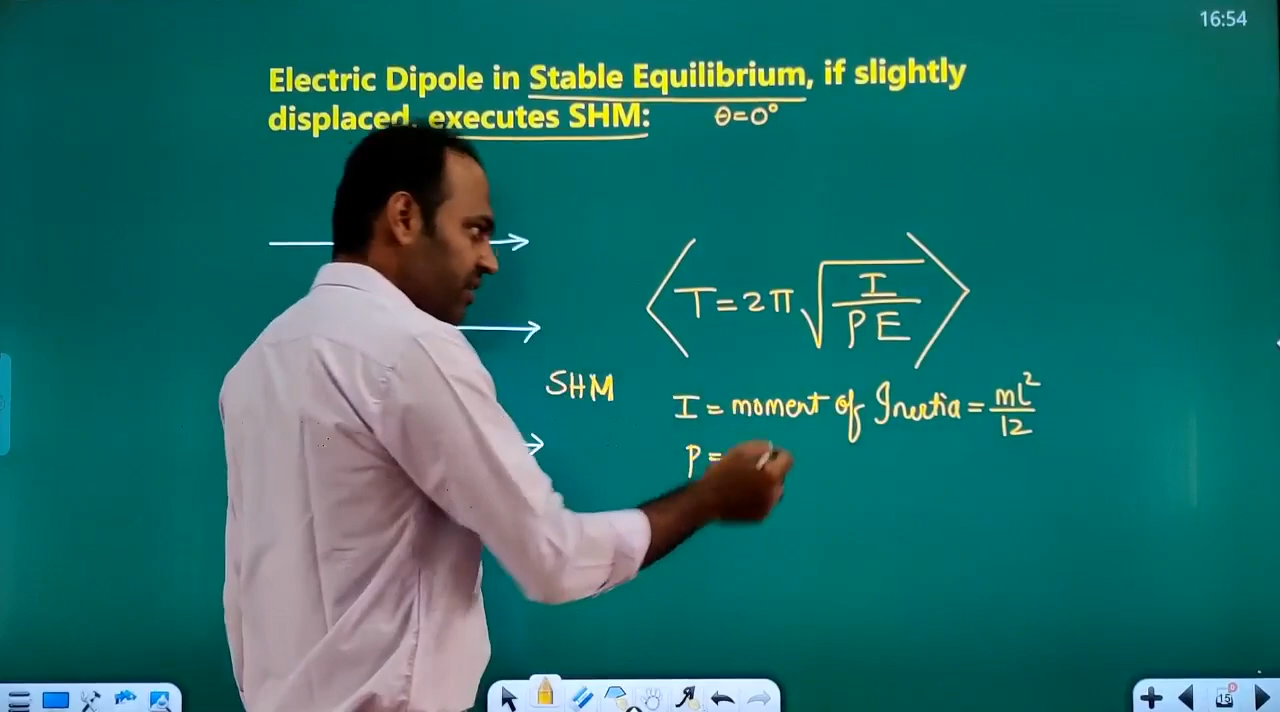 16:54
Electric Dipole in Stable Equilibrium, if slightly
displaced, executes SHM: θ=0°
T=2π√(I/PE)
SHM
I = moment of Inertia = ml²/12
P =
15